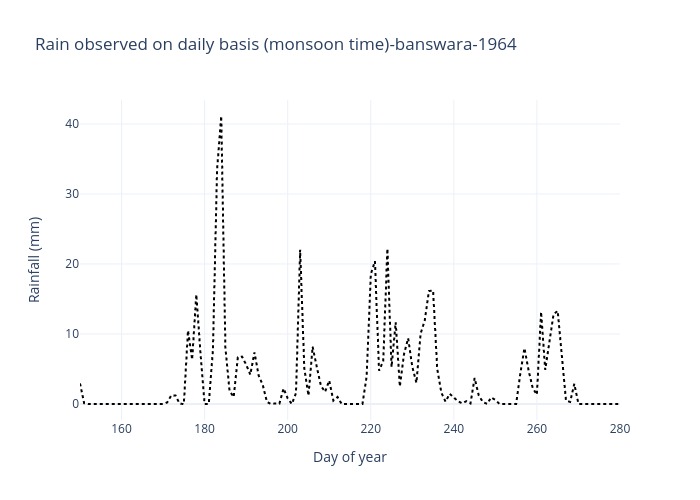 Rain observed on daily basis (monsoon time)-banswara-1964
Rainfall (mm)
40
30
20
10
0
160 180 200 220 240 260 280
Day of year